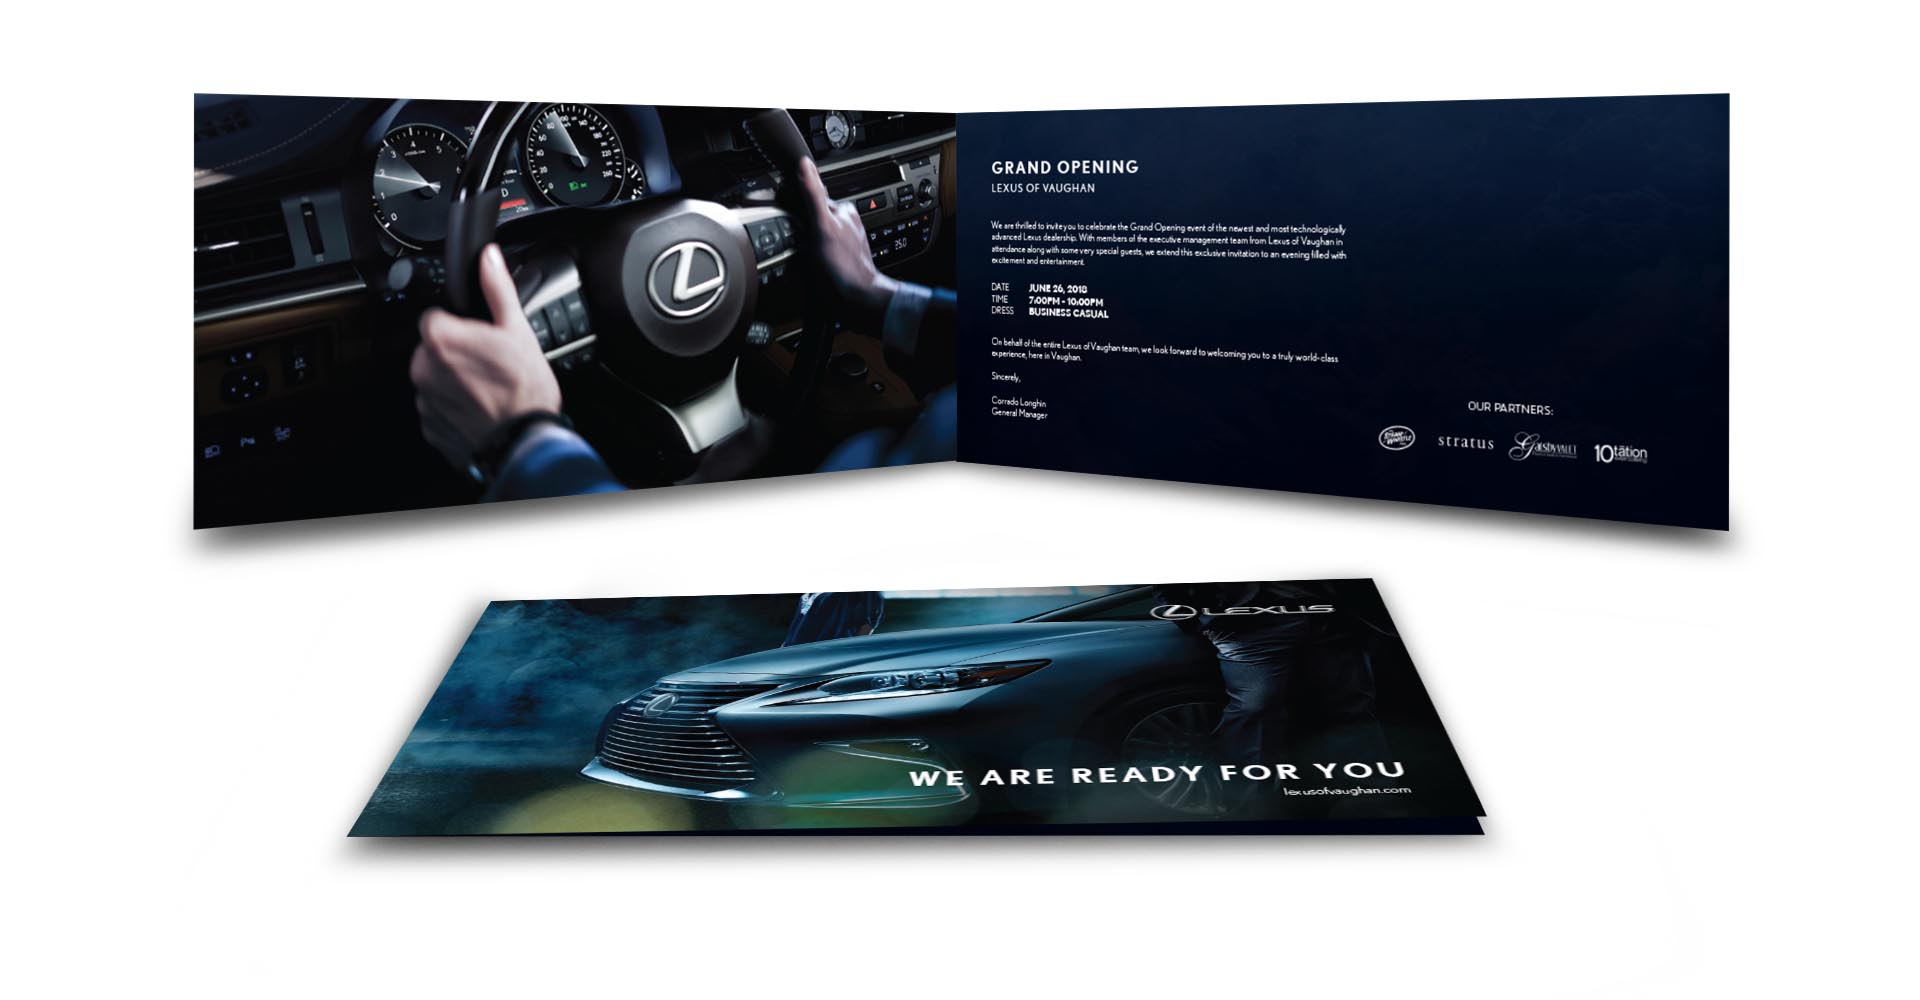 GRAND OPENING
LEXUS OF VAUGHAN
We are thrilled to invite you to celebrate the Grand Opening event of the newest and most technologically
advanced Lexus dealership. With members of the executive management team from Lexus of Vaughan in
attendance along with some very special guests, we extend this exclusive invitation to an evening filled with
excitement and entertainment.
DATE JUNE 26, 2018
TIME 7:00PM - 10:00PM
DRESS BUSINESS CASUAL
On behalf of the entire Lexus of Vaughan team, we look forward to welcoming you to a truly world-class
experience, here in Vaughan.
Sincerely,
Corrado Longhin
General Manager
OUR PARTNERS:
STEAM WHISTLE stratus GatsbyVALET 10tation
LEXUS
WE ARE READY FOR YOU
lexusofvaughan.com